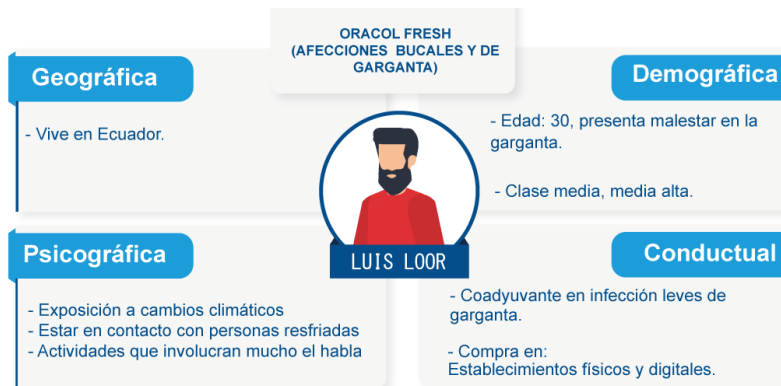 ORACOL FRESH
(AFECCIONES BUCALES Y DE
GARGANTA)
Geográfica
- Vive en Ecuador.
Demográfica
- Edad: 30, presenta malestar en la
garganta.
- Clase media, media alta.
LUIS LOOR
Psicográfica
- Exposición a cambios climáticos
- Estar en contacto con personas resfriadas
- Actividades que involucran mucho el habla
Conductual
- Coadyuvante en infección leves de
garganta.
- Compra en:
Establecimientos físicos y digitales.